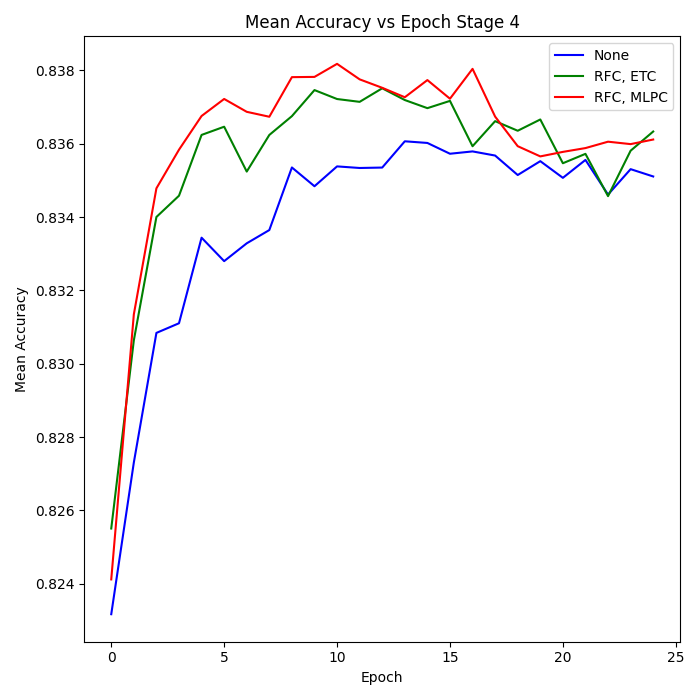 Mean Accuracy vs Epoch Stage 4
None
RFC, ETC
RFC, MLPC
Mean Accuracy
0.838
0.836
0.834
0.832
0.830
0.828
0.826
0.824
0 5 10 15 20 25
Epoch